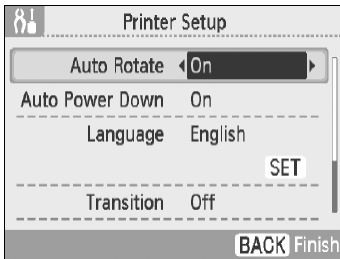 Printer Setup
Auto Rotate On
Auto Power Down On
Language English
SET
Transition Off
BACK Finish